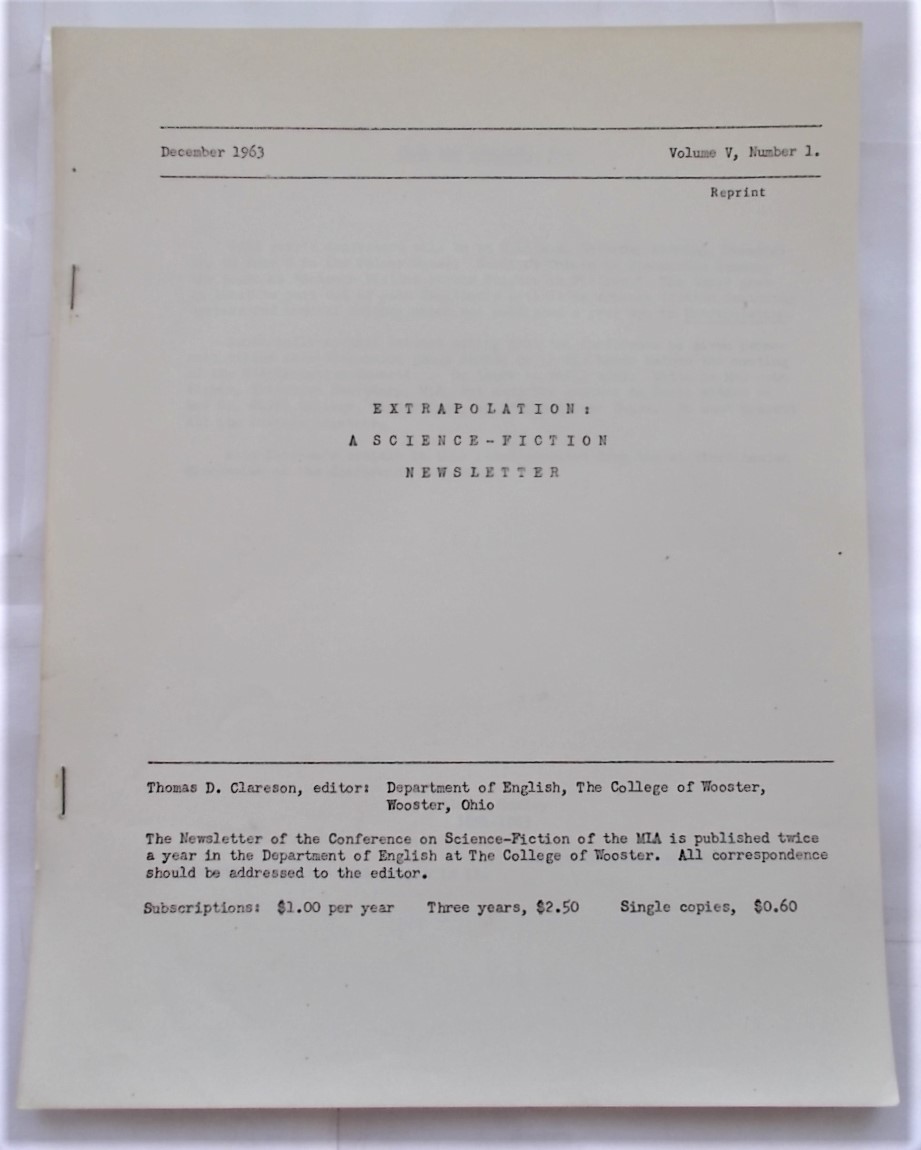 December 1963 Volume V, Number 1.
Reprint
EXTRAPOLATION:
A SCIENCE-FICTION
NEWSLETTER
Thomas D. Clareson, editor: Department of English, The College of Wooster,
Wooster, Ohio
The Newsletter of the Conference on Science-Fiction of the MLA is published twice
a year in the Department of English at The College of Wooster. All correspondence
should be addressed to the editor.
Subscriptions: $1.00 per year Three years, $2.50 Single copies, $0.60